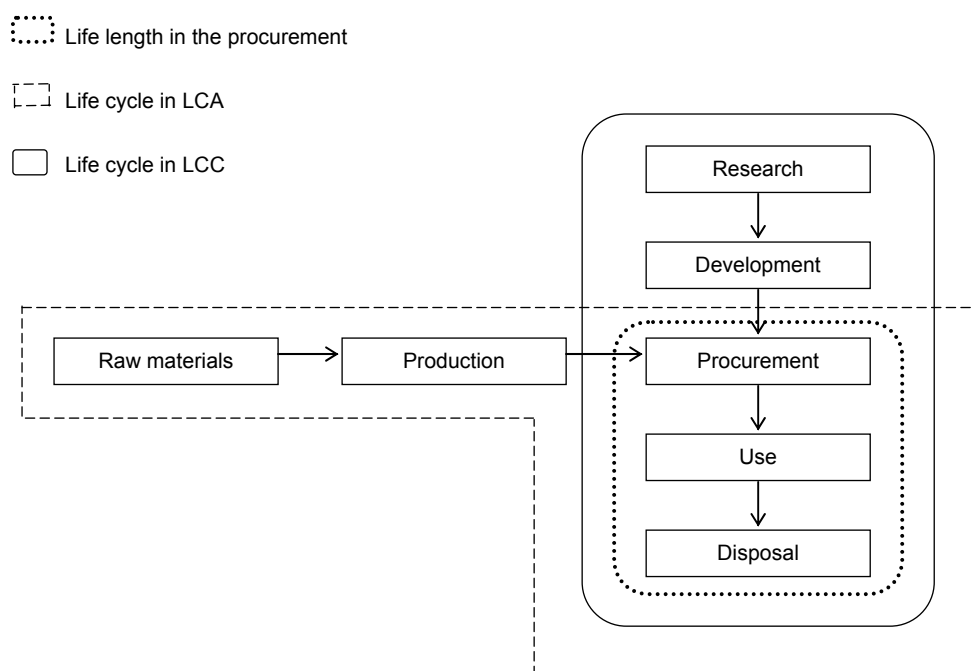 Life length in the procurement
Life cycle in LCA
Life cycle in LCC
Research
Development
Raw materials
Production
Procurement
Use
Disposal